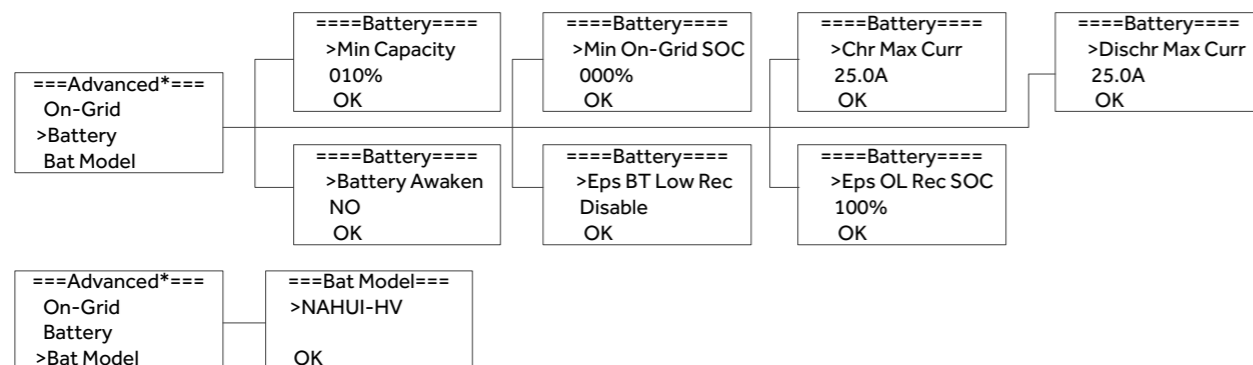 ===Advanced*===
On-Grid
>Battery
Bat Model
====Battery====
>Min Capacity
010%
OK
====Battery====
>Min On-Grid SOC
000%
OK
====Battery====
>Chr Max Curr
25.0A
OK
====Battery====
>Dischr Max Curr
25.0A
OK
====Battery====
>Battery Awaken
NO
OK
====Battery====
>Eps BT Low Rec
Disable
OK
====Battery====
>Eps OL Rec SOC
100%
OK
===Advanced*===
On-Grid
Battery
>Bat Model
===Bat Model===
>NAHUI-HV
OK